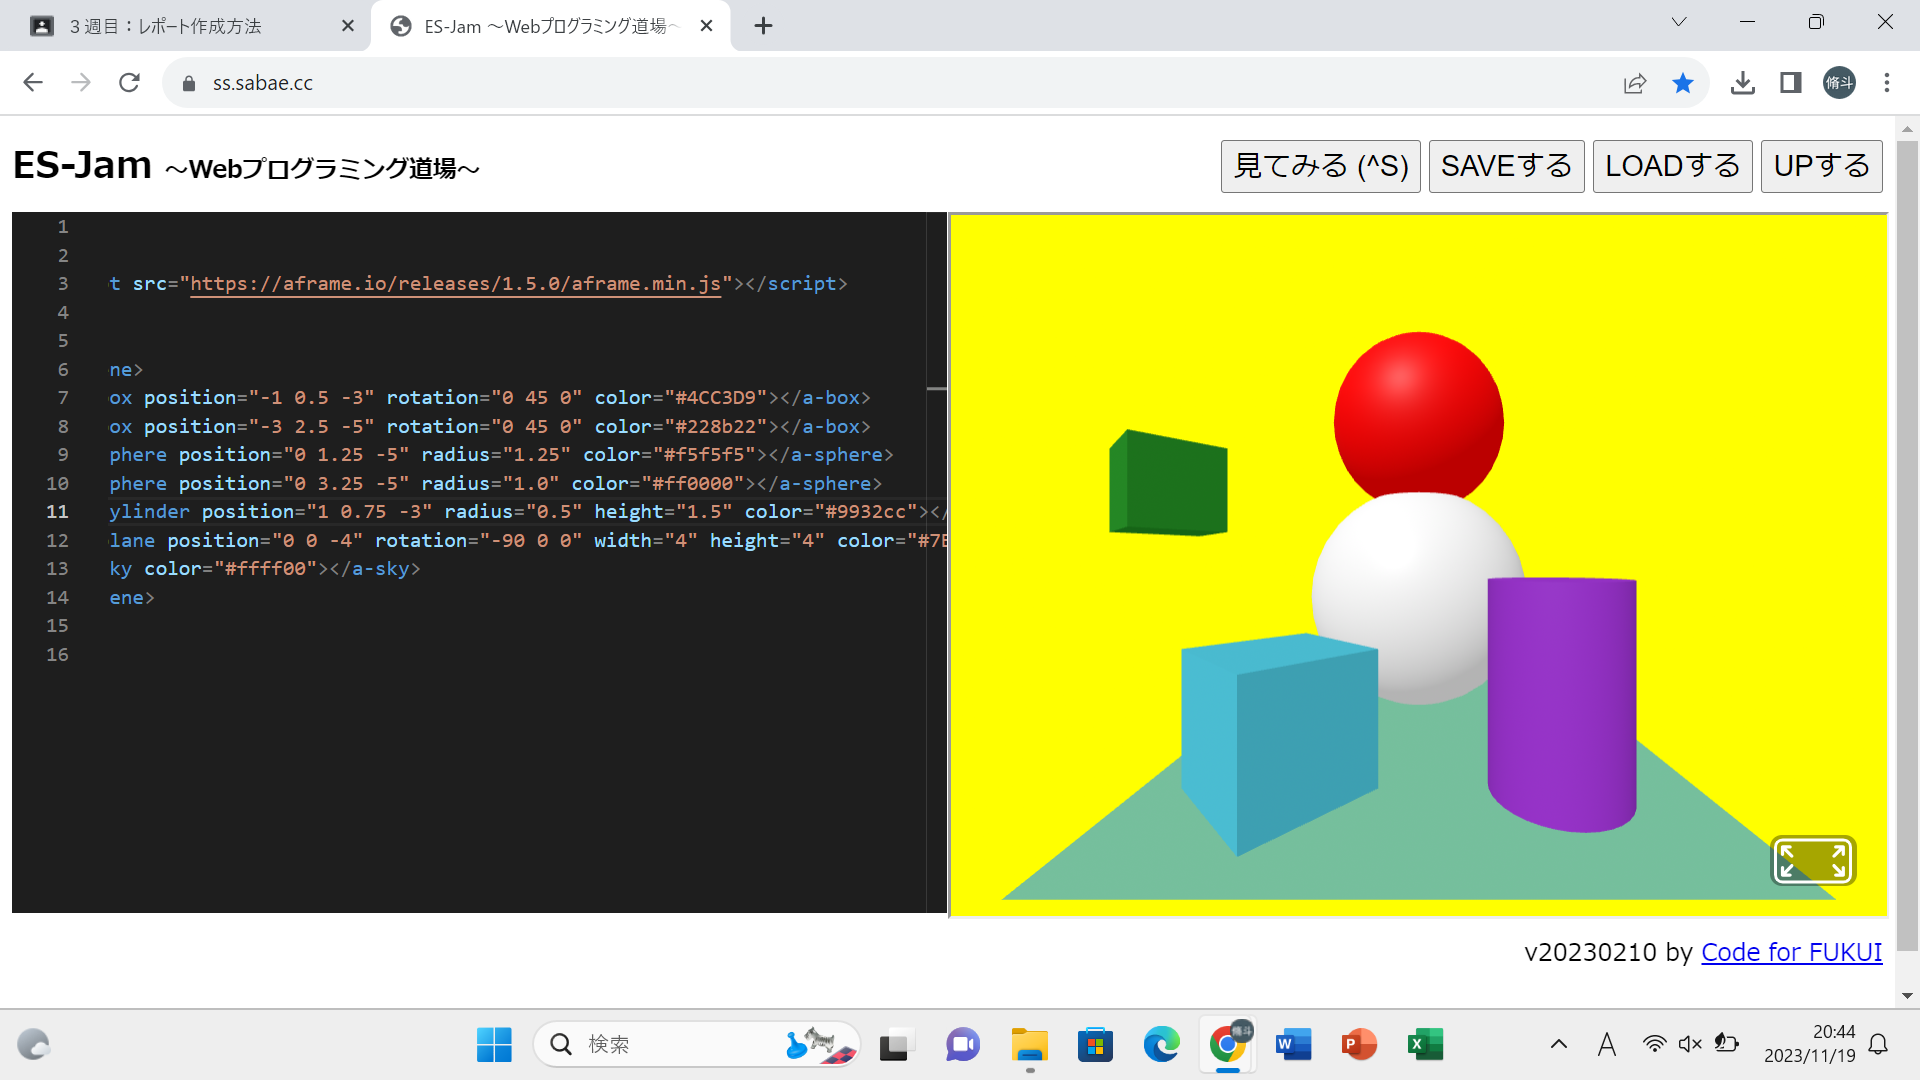 ３週目：レポート作成方法
ES-Jam ～Webプログラミング道場～
ss.sabae.cc
脩斗
ES-Jam ～Webプログラミング道場～
見てみる (^S)
SAVEする
LOADする
UPする
1
2
3 t src="https://aframe.io/releases/1.5.0/aframe.min.js"></script>
4
5
6 ne>
7 ox position="-1 0.5 -3" rotation="0 45 0" color="#4CC3D9"></a-box>
8 ox position="-3 2.5 -5" rotation="0 45 0" color="#228b22"></a-box>
9 phere position="0 1.25 -5" radius="1.25" color="#f5f5f5"></a-sphere>
10 phere position="0 3.25 -5" radius="1.0" color="#ff0000"></a-sphere>
11 ylinder position="1 0.75 -3" radius="0.5" height="1.5" color="#9932cc"></
12 lane position="0 0 -4" rotation="-90 0 0" width="4" height="4" color="#7B
13 ky color="#ffff00"></a-sky>
14 ene>
15
16
v20230210 by Code for FUKUI
検索
脩斗
W
P
X
A
20:44
2023/11/19